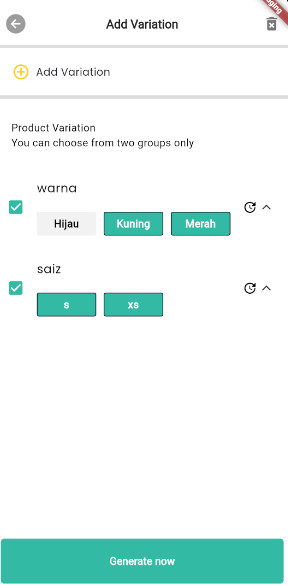 Add Variation
Add Variation
Product Variation
You can choose from two groups only
warna
Hijau Kuning Merah
saiz
s xs
Generate now